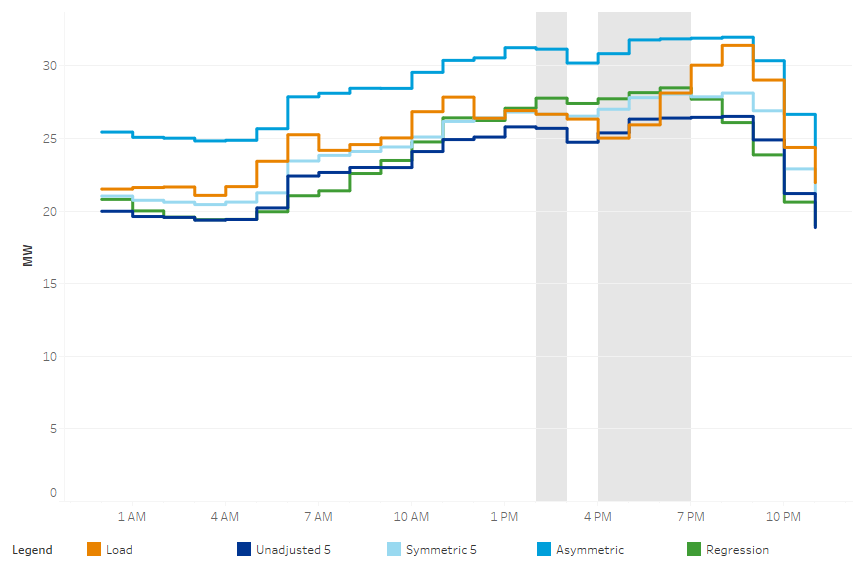 30
25
20
15
10
5
0
MW
1 AM 4 AM 7 AM 10 AM 1 PM 4 PM 7 PM 10 PM
Legend Load Unadjusted 5 Symmetric 5 Asymmetric Regression